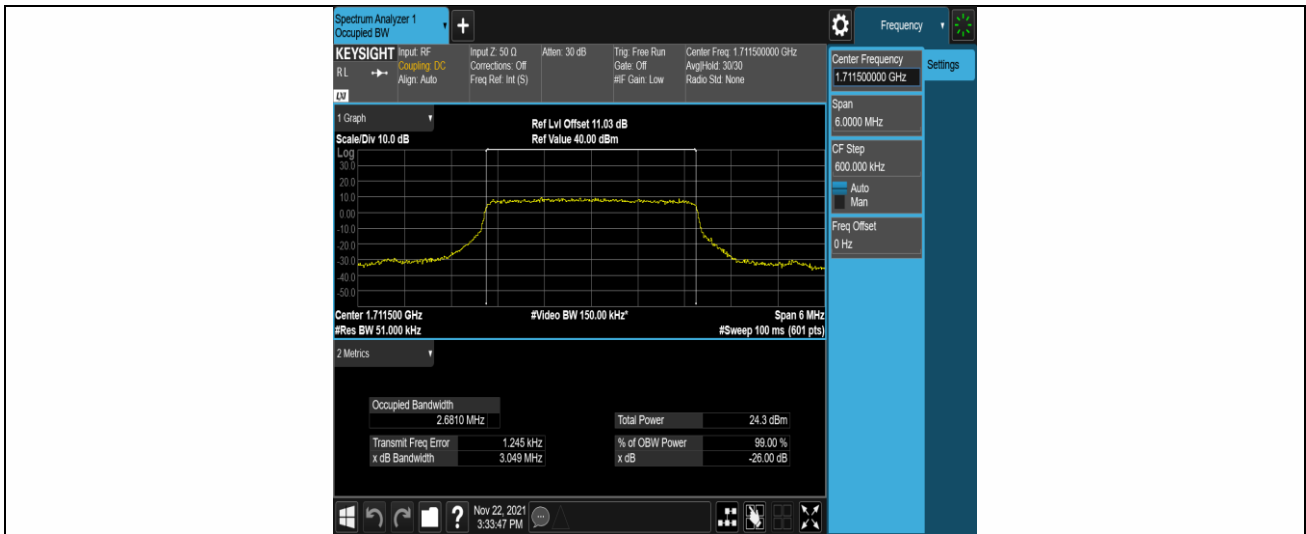 Spectrum Analyzer 1
Occupied BW
+
Frequency
KEYSIGHT
RL
LXI
Input: RF
Coupling: DC
Align: Auto
Input Z: 50 Ω
Corrections: Off
Freq Ref: Int (S)
Atten: 30 dB
Trig: Free Run
Gate: Off
#IF Gain: Low
Center Freq: 1.711500000 GHz
Avg|Hold: 30/30
Radio Std: None
Center Frequency
1.711500000 GHz
Settings
Span
6.0000 MHz
CF Step
600.000 kHz
Auto
Man
Freq Offset
0 Hz
1 Graph
Scale/Div 10.0 dB
Ref Lvl Offset 11.03 dB
Ref Value 40.00 dBm
Log
30.0
20.0
10.0
0.00
-10.0
-20.0
-30.0
-40.0
-50.0
Center 1.711500 GHz
#Video BW 150.00 kHz*
Span 6 MHz
#Res BW 51.000 kHz
#Sweep 100 ms (601 pts)
2 Metrics
Occupied Bandwidth
2.6810 MHz
Total Power 24.3 dBm
Transmit Freq Error 1.245 kHz
% of OBW Power 99.00 %
x dB Bandwidth 3.049 MHz
x dB -26.00 dB
?
Nov 22, 2021
3:33:47 PM